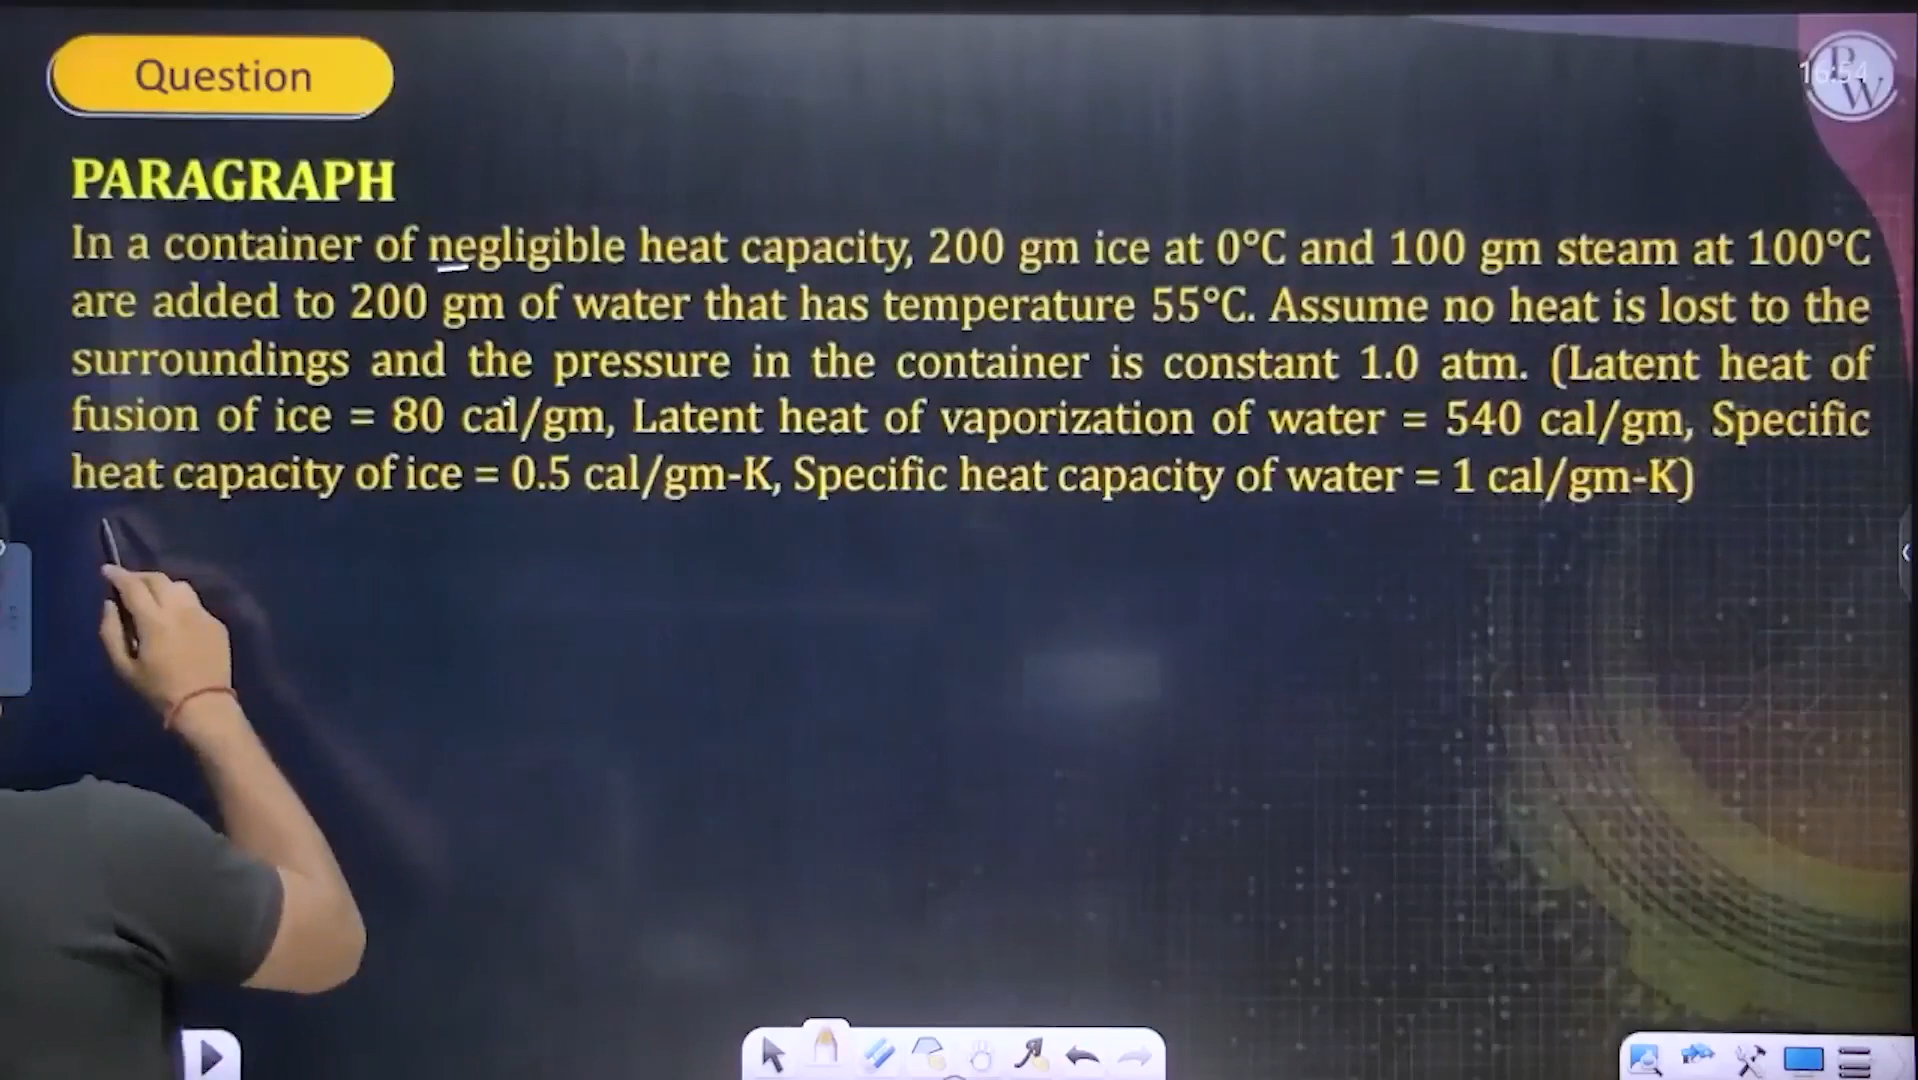 Question
16:54
PW
PARAGRAPH
In a container of negligible heat capacity, 200 gm ice at 0°C and 100 gm steam at 100°C
are added to 200 gm of water that has temperature 55°C. Assume no heat is lost to the
surroundings and the pressure in the container is constant 1.0 atm. (Latent heat of
fusion of ice = 80 cal/gm, Latent heat of vaporization of water = 540 cal/gm, Specific
heat capacity of ice = 0.5 cal/gm-K, Specific heat capacity of water = 1 cal/gm-K)